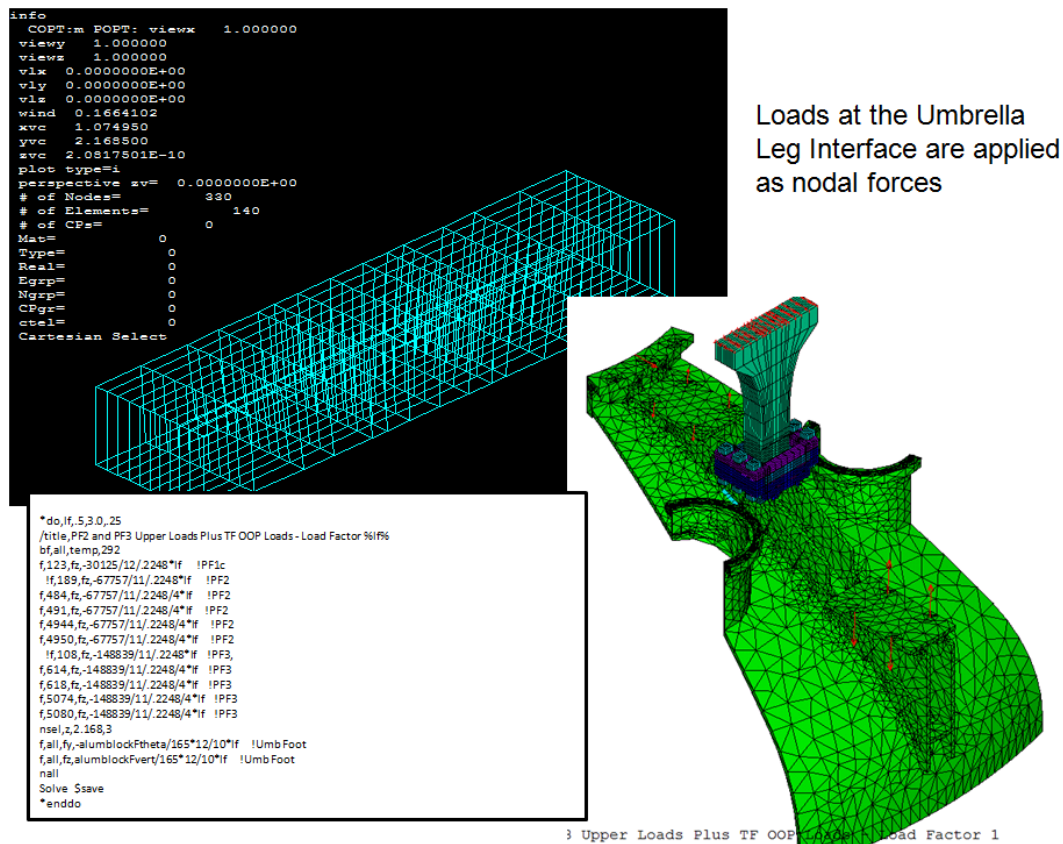 info
COPT:m POPT: viewx 1.000000
viewy 1.000000
viewz 1.000000
vlx 0.0000000E+00
vly 0.0000000E+00
vlz 0.0000000E+00
wind 0.1664102
xvc 1.074950
yvc 2.168500
zvc 2.0817501E-10
plot type=i
perspective zv= 0.0000000E+00
# of Nodes= 330
# of Elements= 140
# of CPs= 0
Mat= 0
Type= 0
Real= 0
Egrp= 0
Ngrp= 0
CPgr= 0
ctel= 0
Cartesian Select
Loads at the Umbrella
Leg Interface are applied
as nodal forces
*do,lf,.5,3.0,.25
/title,PF2 and PF3 Upper Loads Plus TF OOP Loads - Load Factor %lf%
bf,all,temp,292
f,123,fz,-30125/12/.2248*lf !PF1c
!f,189,fz,-67757/11/.2248*lf !PF2
f,484,fz,-67757/11/.2248/4*lf !PF2
f,491,fz,-67757/11/.2248/4*lf !PF2
f,4944,fz,-67757/11/.2248/4*lf !PF2
f,4950,fz,-67757/11/.2248/4*lf !PF2
!f,108,fz,-148839/11/.2248*lf !PF3,
f,614,fz,-148839/11/.2248/4*lf !PF3
f,618,fz,-148839/11/.2248/4*lf !PF3
f,5074,fz,-148839/11/.2248/4*lf !PF3
f,5080,fz,-148839/11/.2248/4*lf !PF3
nsel,z,2.168,3
f,all,fy,-alumblockFtheta/165*12/10*lf !UmbFoot
f,all,fz,alumblockFvert/165*12/10*lf !UmbFoot
nall
Solve $save
*enddo
3 Upper Loads Plus TF OOP Loads - Load Factor 1